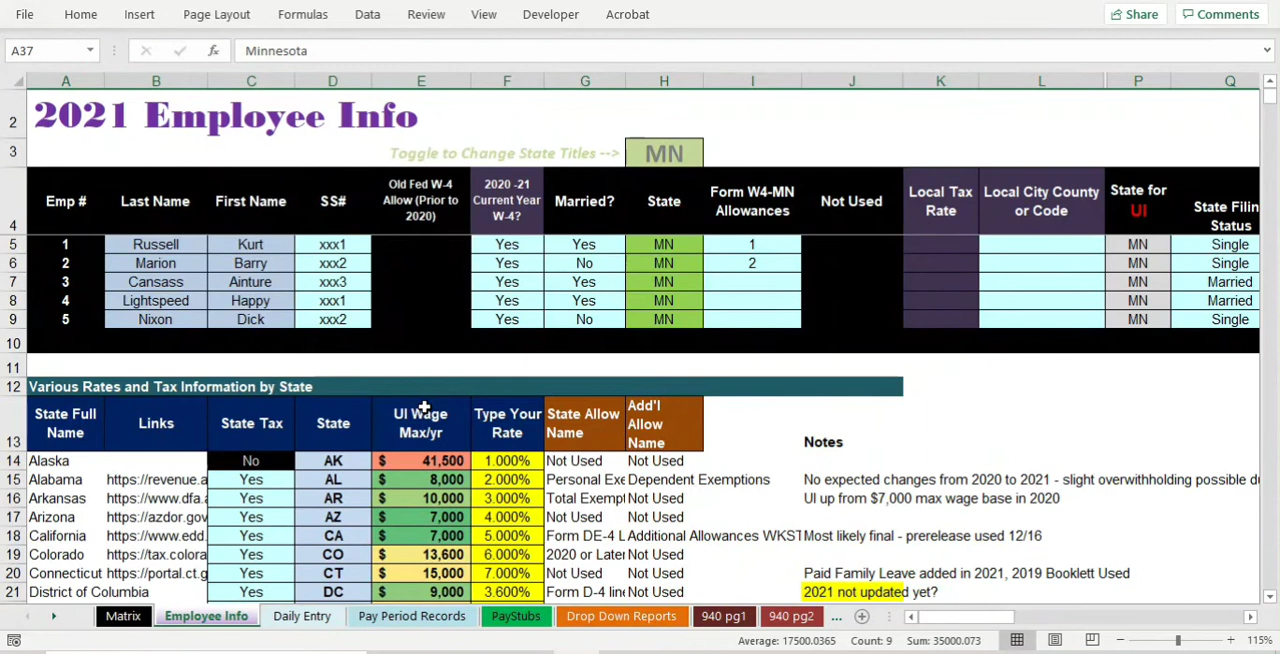 File Home Insert Page Layout Formulas Data Review View Developer Acrobat Share Comments
A37 fx Minnesota
A B C D E F G H I J K L P Q
2 2021 Employee Info
3 Toggle to Change State Titles --> MN
4 Emp # Last Name First Name SS# Old Fed W-4 Allow (Prior to 2020) 2020 -21 Current Year W-4? Married? State Form W4-MN Allowances Not Used Local Tax Rate Local City County or Code State for UI State Filin Status
5 1 Russell Kurt xxx1 Yes Yes MN 1 MN Single
6 2 Marion Barry xxx2 Yes No MN 2 MN Single
7 3 Cansass Ainture xxx3 Yes Yes MN MN Married
8 4 Lightspeed Happy xxx1 Yes Yes MN MN Married
9 5 Nixon Dick xxx2 Yes No MN MN Single
10
11
12 Various Rates and Tax Information by State
13 State Full Name Links State Tax State UI Wage Max/yr Type Your Rate State Allow Name Add'l Allow Name Notes
14 Alaska No AK $ 41,500 1.000% Not Used Not Used
15 Alabama https://revenue.a Yes AL $ 8,000 2.000% Personal Exe Dependent Exemptions No expected changes from 2020 to 2021 - slight overwithholding possible du
16 Arkansas https://www.dfa. Yes AR $ 10,000 3.000% Total Exempt Not Used UI up from $7,000 max wage base in 2020
17 Arizona https://azdor.gov Yes AZ $ 7,000 4.000% Not Used Not Used
18 California https://www.edd. Yes CA $ 7,000 5.000% Form DE-4 L Additional Allowances WKST Most likely final - prerelease used 12/16
19 Colorado https://tax.colora Yes CO $ 13,600 6.000% 2020 or Later Not Used
20 Connecticut https://portal.ct.g Yes CT $ 15,000 7.000% Not Used Not Used Paid Family Leave added in 2021, 2019 Booklett Used
21 District of Columbia Yes DC $ 9,000 3.600% Form D-4 line Not Used 2021 not updated yet?
Matrix Employee Info Daily Entry Pay Period Records PayStubs Drop Down Reports 940 pg1 940 pg2 ...
Average: 17500.0365 Count: 9 Sum: 35000.073 115%